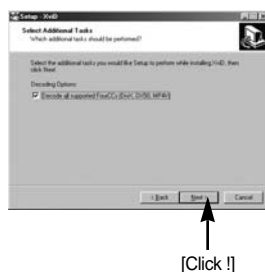 Setup - XviD
Select Additional Tasks
Which additional tasks should be performed?
Select the additional tasks you would like Setup to perform while installing XviD, then
click Next.
Decoding Options:
Decode all supported FourCCs (DivX, DX50, MP4V)
< Back
Next >
Cancel
[Click !]